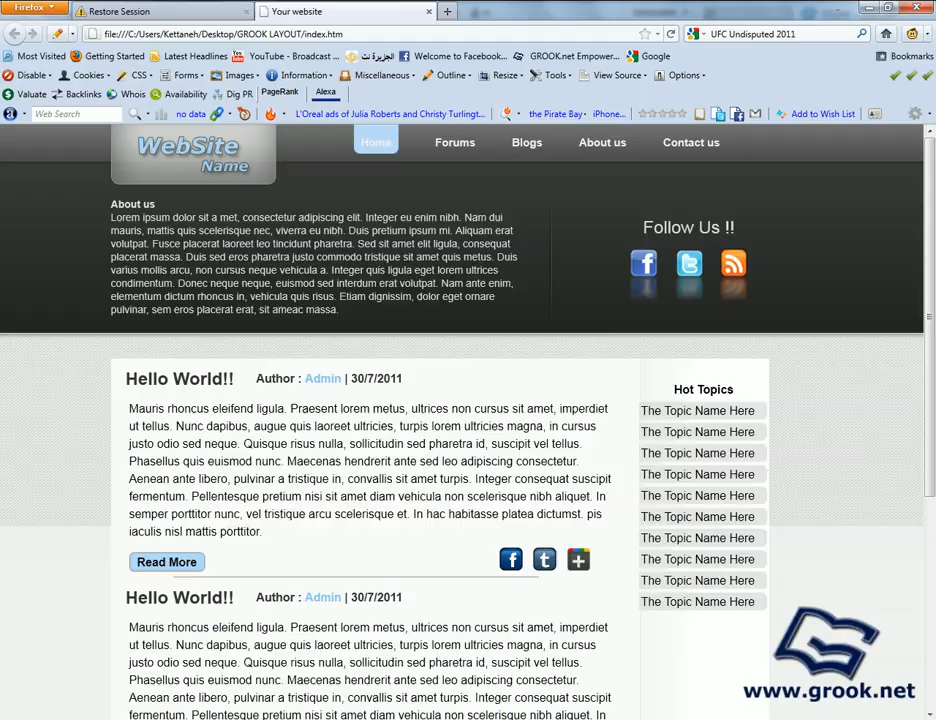 Firefox
Restore Session
Your website
file:///C:/Users/Kettaneh/Desktop/GROOK LAYOUT/index.htm
UFC Undisputed 2011
Most Visited
Getting Started
Latest Headlines
YouTube - Broadcast ...
الجزيرة نت
Welcome to Facebook...
GROOK.net Empower...
Google
Bookmarks
Disable
Cookies
CSS
Forms
Images
Information
Miscellaneous
Outline
Resize
Tools
View Source
Options
Valuate
Backlinks
Whois
Availability
Dig PR
PageRank
Alexa
Web Search
no data
L'Oreal ads of Julia Roberts and Christy Turlingt...
the Pirate Bay
iPhone...
Add to Wish List
WebSite
Name
Home
Forums
Blogs
About us
Contact us
About us
Lorem ipsum dolor sit a met, consectetur adipiscing elit. Integer eu enim nibh. Nam dui
mauris, mattis quis scelerisque nec, viverra eu nibh. Duis pretium ipsum mi. Aliquam erat
volutpat. Fusce placerat laoreet leo tincidunt pharetra. Sed sit amet elit ligula, consequat
massa. Duis sed eros pharetra justo commodo tristique sit amet quis metus. Duis
varius mollis arcu, non cursus neque vehicula a. Integer quis ligula eget lorem ultrices
condimentum. Donec neque neque, euismod sed interdum erat volutpat. Nam ante enim,
elementum dictum rhoncus in, vehicula quis risus. Etiam dignissim, dolor eget ornare
pulvinar, sem eros placerat erat, sit ameac massa.
Follow Us !!
Hello World!!
Author : Admin | 30/7/2011
Mauris rhoncus eleifend ligula. Praesent lorem metus, ultrices non cursus sit amet, imperdiet
ut tellus. Nunc dapibus, augue quis laoreet ultricies, turpis lorem ultricies magna, in cursus
justo odio sed neque. Quisque risus nulla, sollicitudin sed pharetra id, suscipit vel tellus.
Phasellus quis euismod nunc. Maecenas hendrerit ante sed leo adipiscing consectetur.
Aenean ante libero, pulvinar a tristique in, convallis sit amet turpis. Integer consequat suscipit
fermentum. Pellentesque pretium nisi sit amet diam vehicula non scelerisque nibh aliquet. In
semper porttitor nunc, vel tristique arcu scelerisque et. In hac habitasse platea dictumst. pis
iaculis nisl mattis porttitor.
Read More
Hello World!!
Author : Admin | 30/7/2011
Mauris rhoncus eleifend ligula. Praesent lorem metus, ultrices non cursus sit amet, imperdiet
ut tellus. Nunc dapibus, augue quis laoreet ultricies, turpis lorem ultricies magna, in cursus
justo odio sed neque. Quisque risus nulla, sollicitudin sed pharetra id, suscipit vel tellus.
Phasellus quis euismod nunc. Maecenas hendrerit ante sed leo adipiscing consectetur.
Aenean ante libero, pulvinar a tristique in, convallis sit amet turpis. Integer consequat suscipit
fermentum. Pellentesque pretium nisi sit amet diam vehicula non scelerisque nibh aliquet. In
Hot Topics
The Topic Name Here
The Topic Name Here
The Topic Name Here
The Topic Name Here
The Topic Name Here
The Topic Name Here
The Topic Name Here
The Topic Name Here
The Topic Name Here
The Topic Name Here
www.grook.net